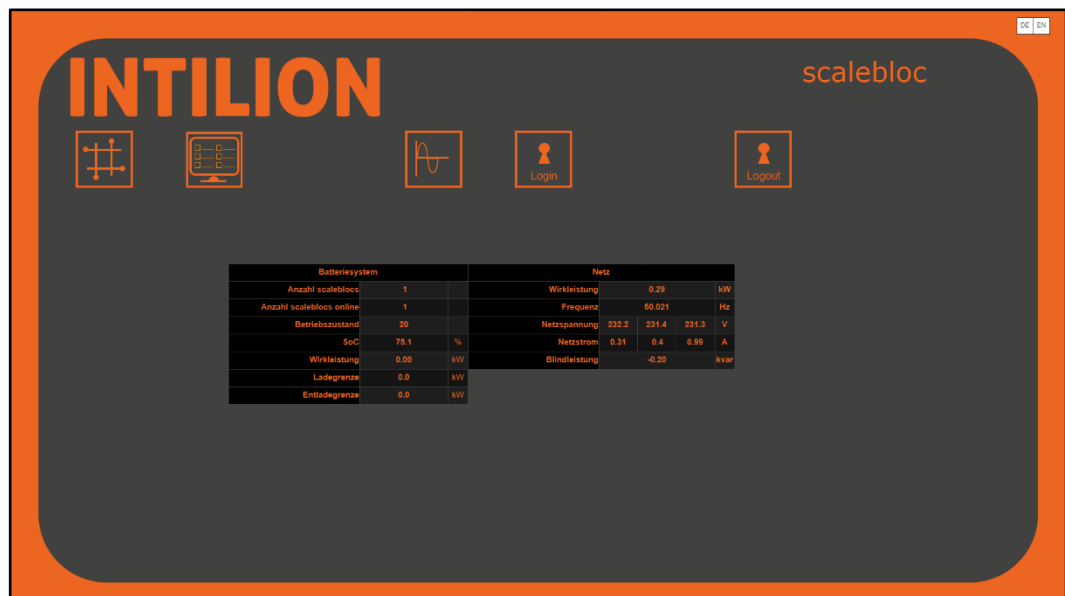 DE EN
INTILION
scalebloc
Login Logout
Batteriesystem Netz
Anzahl scaleblocs 1 Wirkleistung 0.29 kW
Anzahl scaleblocs online 1 Frequenz 50.021 Hz
Betriebszustand 20 Netzspannung 232.2 231.4 231.3 V
SoC 75.1 % Netzstrom 0.31 0.4 0.99 A
Wirkleistung 0.00 kW Blindleistung -0.20 kvar
Ladegrenze 0.0 kW
Entladegrenze 0.0 kW